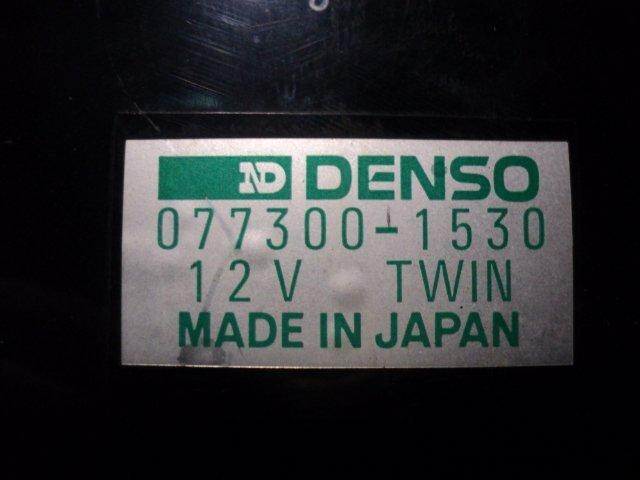 ND DENSO
077300-1530
12V TWIN
MADE IN JAPAN